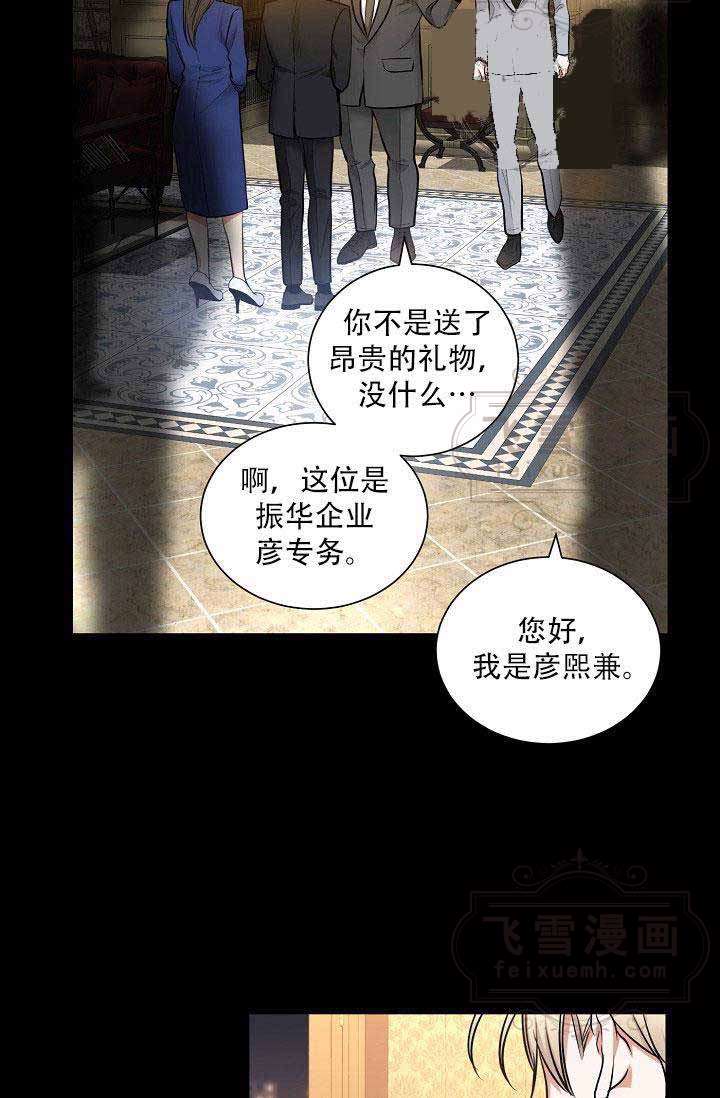 你不是送了
昂贵的礼物，
没什么…
啊，这位是
振华企业
彦专务。
您好，
我是彦熙兼。
飞雪漫画
feixuemh.com